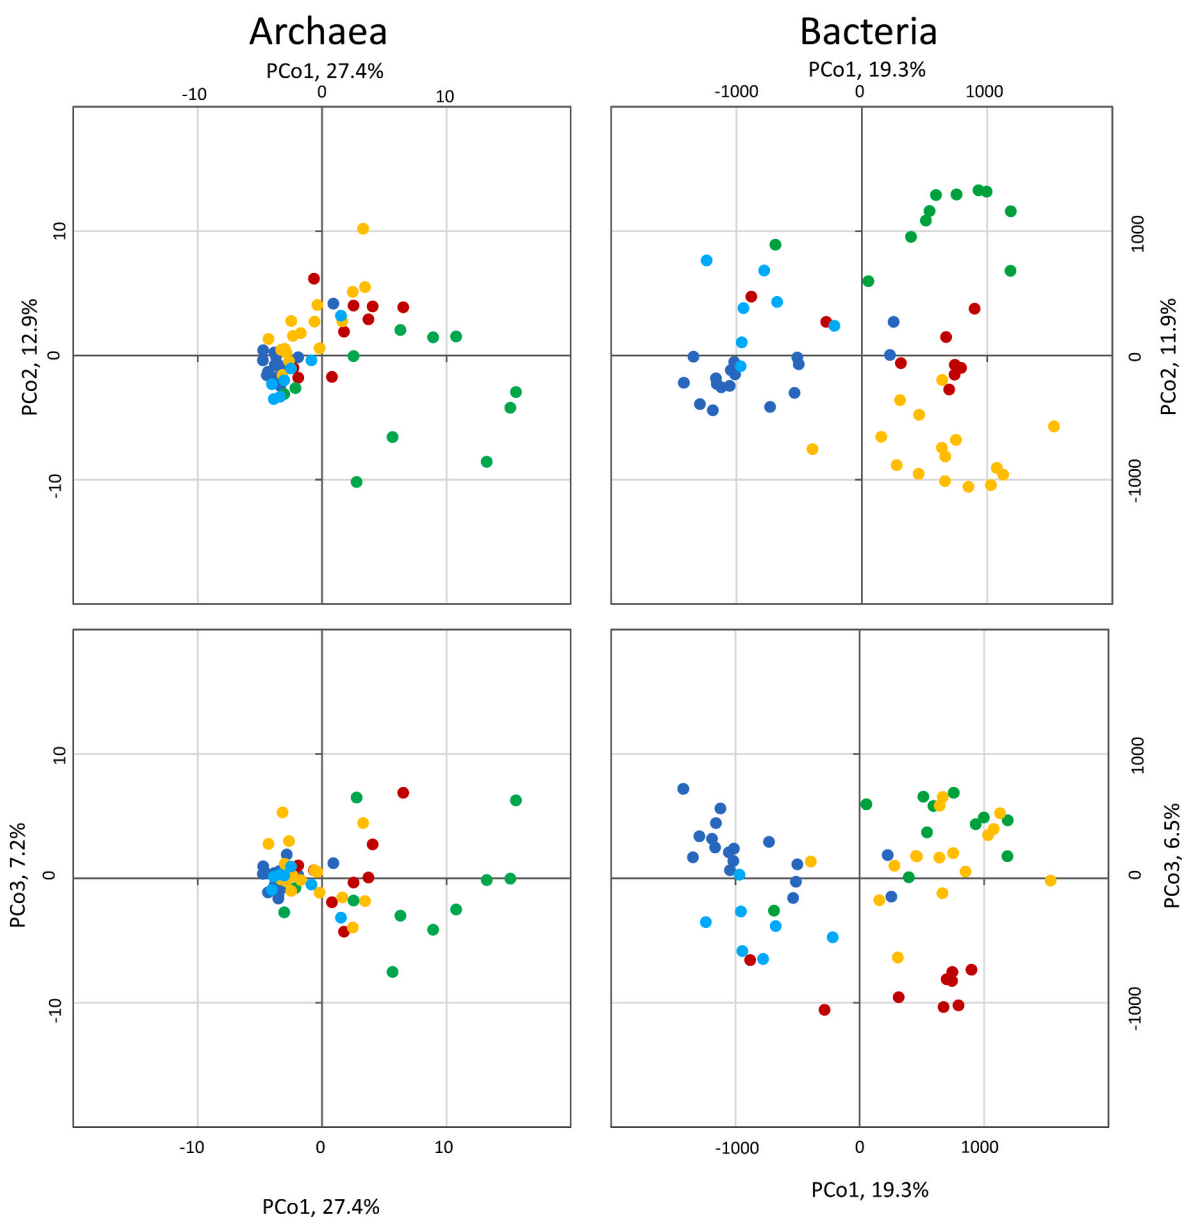 Archaea
PCo1, 27.4%
-10 0 10
Bacteria
PCo1, 19.3%
-1000 0 1000
PCo2, 12.9%
10
0
-10
1000
0
-1000
PCo2, 11.9%
PCo3, 7.2%
10
0
-10
1000
0
-1000
PCo3, 6.5%
-10 0 10
PCo1, 27.4%
-1000 0 1000
PCo1, 19.3%